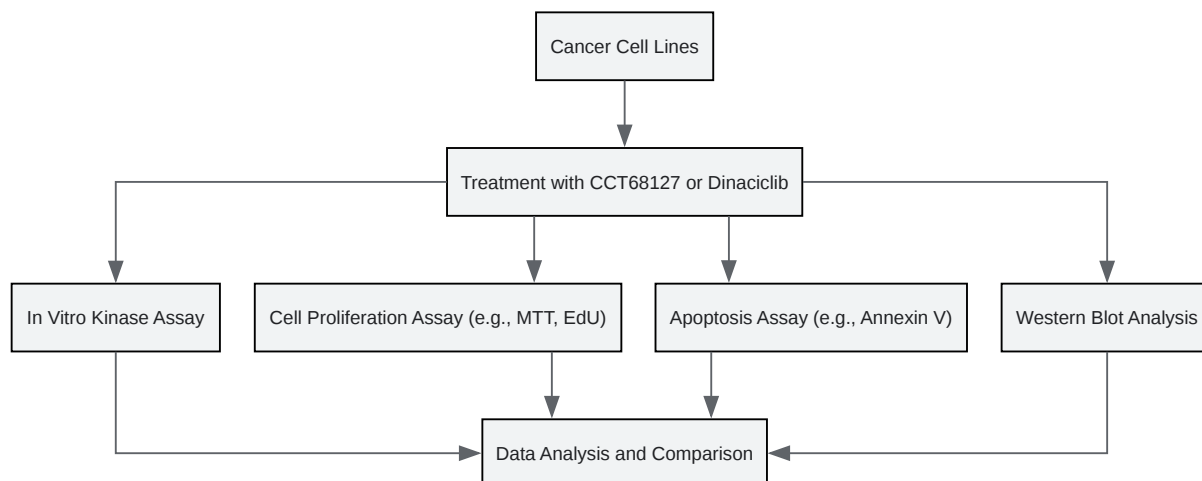 Cancer Cell Lines
Treatment with CCT68127 or Dinaciclib
In Vitro Kinase Assay
Cell Proliferation Assay (e.g., MTT, EdU)
Apoptosis Assay (e.g., Annexin V)
Western Blot Analysis
Data Analysis and Comparison